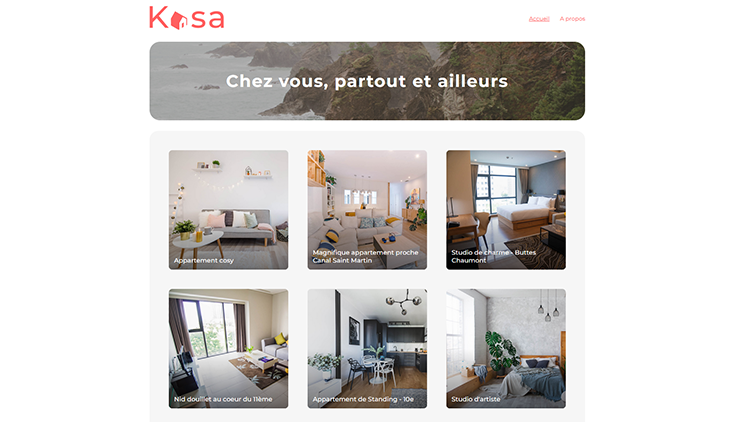 Kasa
Accueil
A propos
Chez vous, partout et ailleurs
Appartement cosy
Magnifique appartement proche
Canal Saint Martin
Studio de charme - Buttes
Chaumont
Nid douillet au coeur du 11ème
Appartement de Standing - 10e
Studio d'artiste